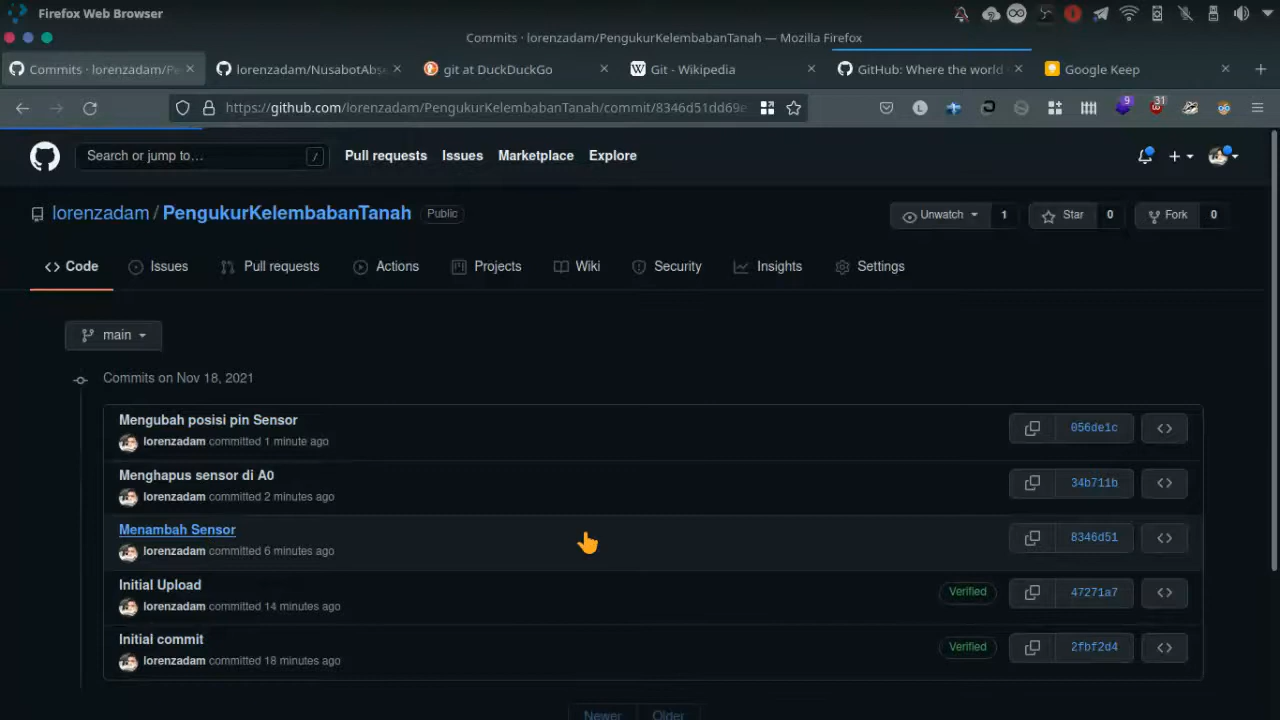 Firefox Web Browser
Commits · lorenzadam/PengukurKelembabanTanah — Mozilla Firefox
Commits · lorenzadam/Pe
lorenzadam/NusabotAbse
git at DuckDuckGo
Git - Wikipedia
GitHub: Where the world
Google Keep
https://github.com/lorenzadam/PengukurKelembabanTanah/commit/8346d51dd69e
9
31
Search or jump to…
/
Pull requests
Issues
Marketplace
Explore
lorenzadam / PengukurKelembabanTanah
Public
Unwatch
1
Star
0
Fork
0
Code
Issues
Pull requests
Actions
Projects
Wiki
Security
Insights
Settings
main
Commits on Nov 18, 2021
Mengubah posisi pin Sensor
lorenzadam committed 1 minute ago
056de1c
Menghapus sensor di A0
lorenzadam committed 2 minutes ago
34b711b
Menambah Sensor
lorenzadam committed 6 minutes ago
8346d51
Initial Upload
lorenzadam committed 14 minutes ago
Verified
47271a7
Initial commit
lorenzadam committed 18 minutes ago
Verified
2fbf2d4
Newer
Older